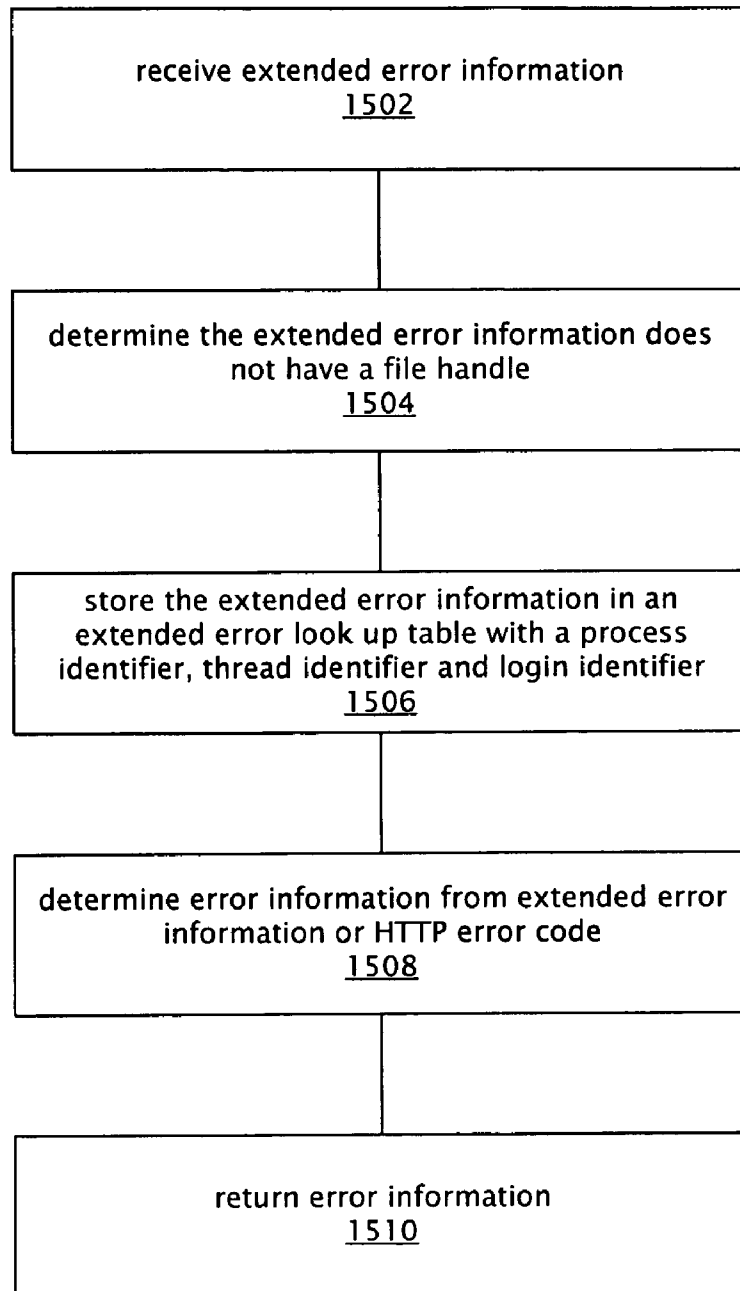 receive extended error information
1502
determine the extended error information does
not have a file handle
1504
store the extended error information in an
extended error look up table with a process
identifier, thread identifier and login identifier
1506
determine error information from extended error
information or HTTP error code
1508
return error information
1510